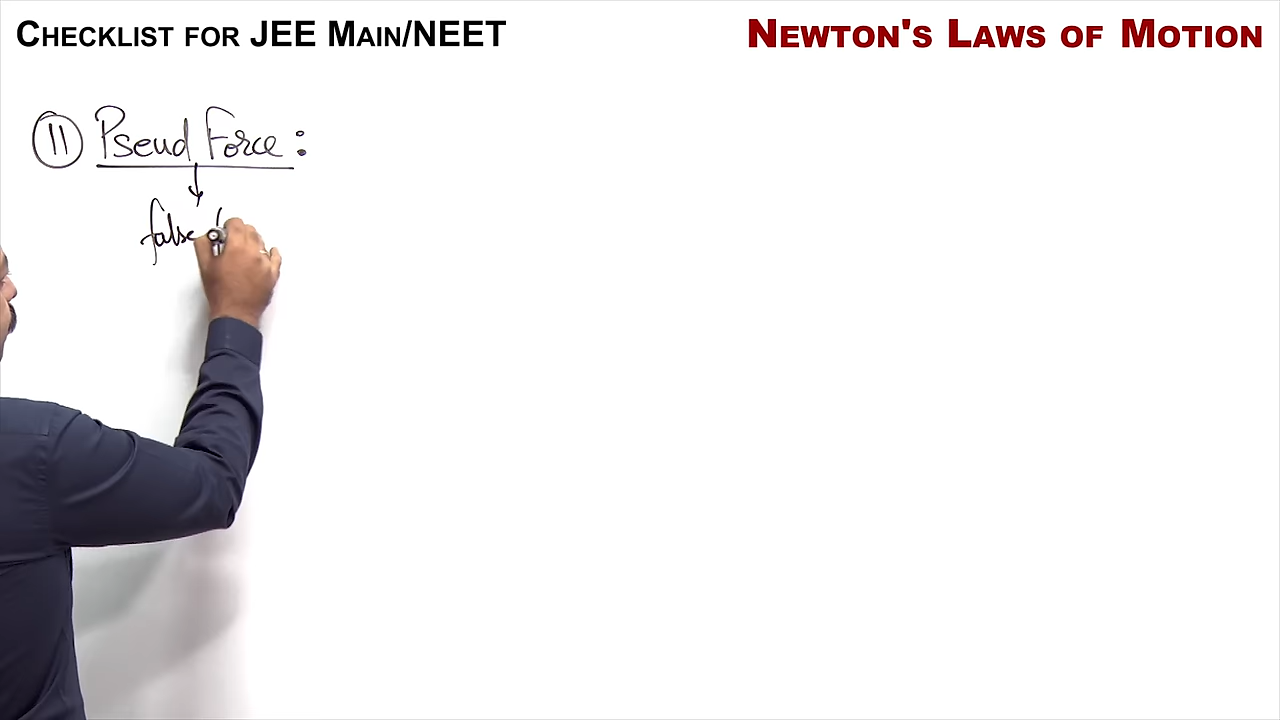 CHECKLIST FOR JEE MAIN/NEET
NEWTON'S LAWS OF MOTION
11 Pseud Force :
false